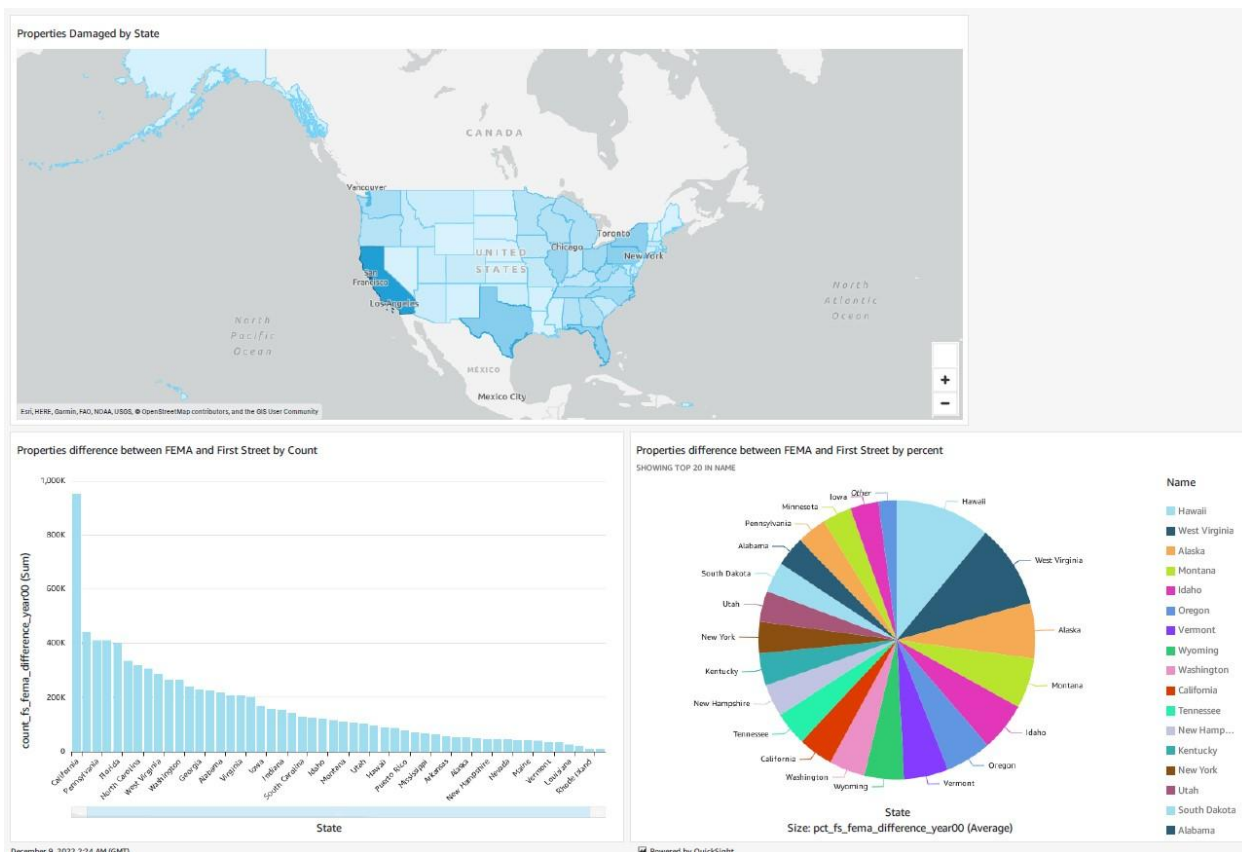 Properties Damaged by State
CANADA
Vancouver
Toronto
Chicago
UNITED
New York
STATES
San
Francisco
Los Angeles
North
Pacific
Ocean
North
Atlantic
Ocean
MEXICO
Mexico City
+
−
Esri, HERE, Garmin, FAO, NOAA, USGS, © OpenStreetMap contributors, and the GIS User Community
Properties difference between FEMA and First Street by Count
1,000K
800K
600K
400K
200K
0
count_fs_fema_difference_year00 (Sum)
California
Pennsylvania
Florida
North Carolina
West Virginia
Washington
Georgia
Alabama
Virginia
Iowa
Indiana
South Carolina
Idaho
Montana
Utah
Hawaii
Puerto Rico
Mississippi
Arkansas
Alaska
New Hampshire
Nevada
Maine
Vermont
Louisiana
Rhode Island
State
Properties difference between FEMA and First Street by percent
SHOWING TOP 20 IN NAME
Other
Iowa
Minnesota
Pennsylvania
Alabama
South Dakota
Utah
New York
Kentucky
New Hampshire
Tennessee
California
Washington
Wyoming
Vermont
Oregon
Idaho
Montana
Alaska
West Virginia
Hawaii
State
Size: pct_fs_fema_difference_year00 (Average)
Name
Hawaii
West Virginia
Alaska
Montana
Idaho
Oregon
Vermont
Wyoming
Washington
California
Tennessee
New Hamp...
Kentucky
New York
Utah
South Dakota
Alabama
December 9, 2022 2:24 AM (GMT)
Powered by QuickSight